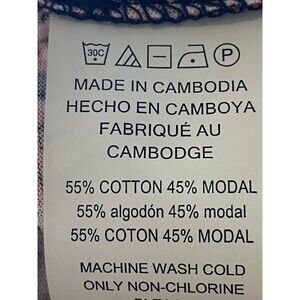 30C P
MADE IN CAMBODIA
HECHO EN CAMBOYA
FABRIQUÉ AU
CAMBODGE
55% COTTON 45% MODAL
55% algodón 45% modal
55% COTON 45% MODAL
MACHINE WASH COLD
ONLY NON-CHLORINE